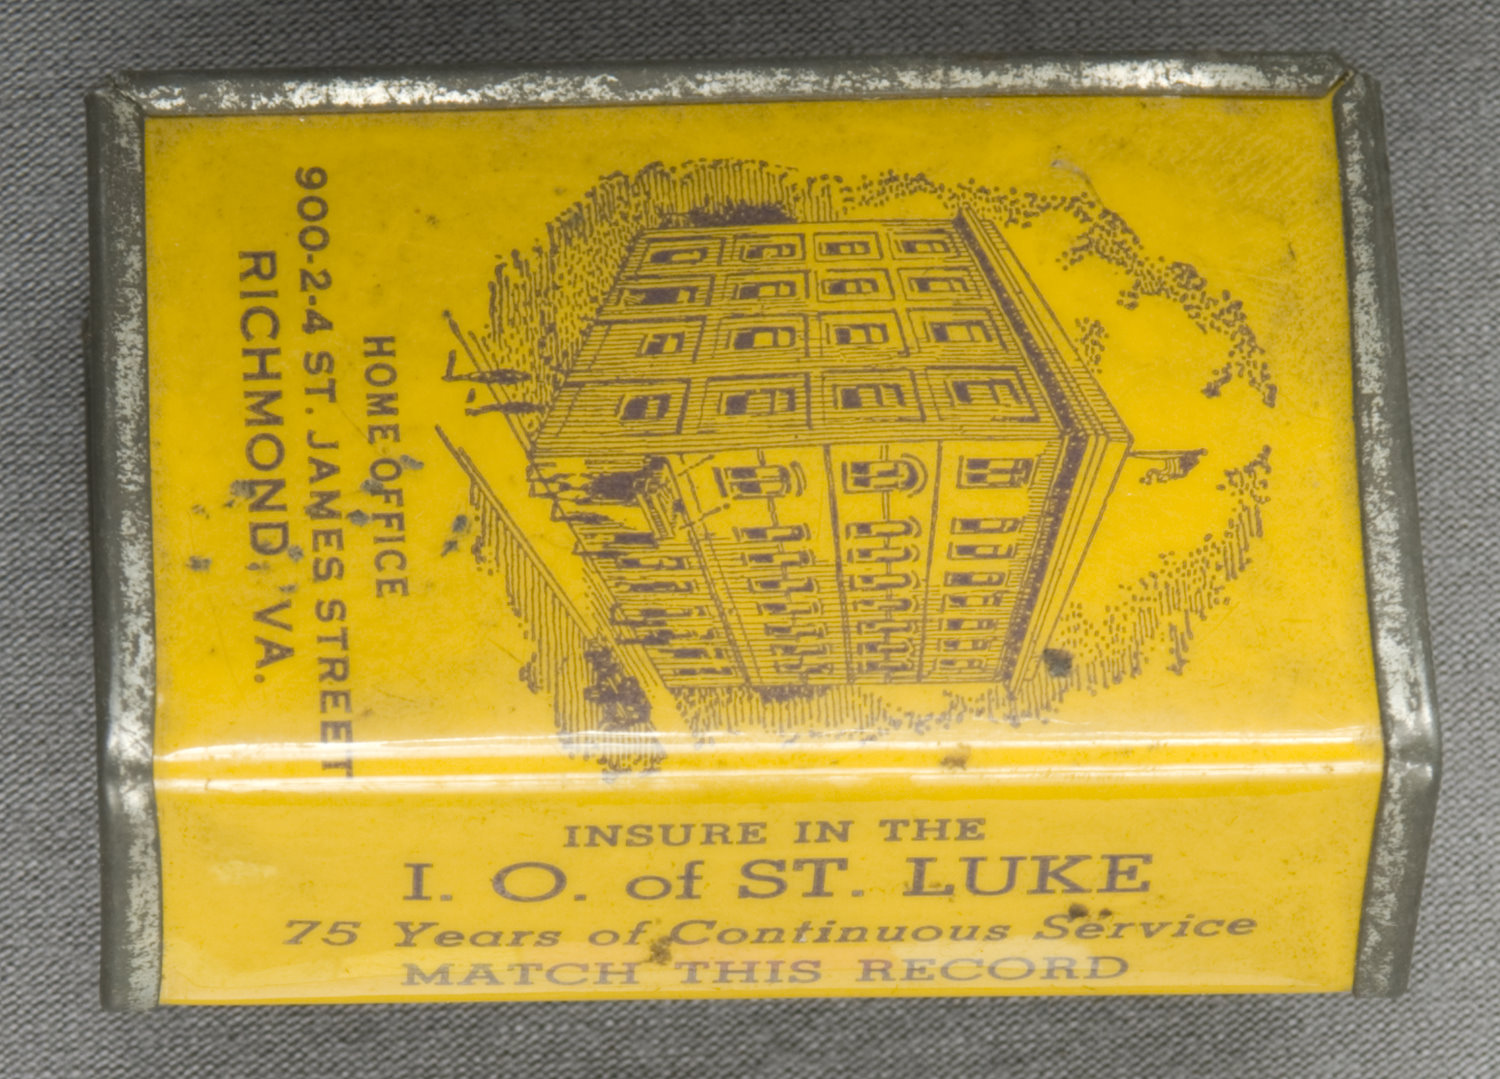 HOME OFFICE
900-2-4 ST. JAMES STREET
RICHMOND, VA.
INSURE IN THE
I. O. of ST. LUKE
75 Years of Continuous Service
MATCH THIS RECORD